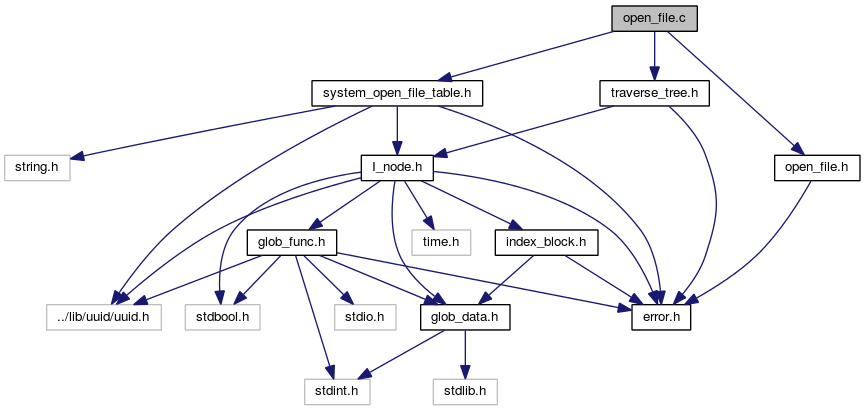 open_file.c
system_open_file_table.h
traverse_tree.h
string.h
I_node.h
open_file.h
glob_func.h
time.h
index_block.h
../lib/uuid/uuid.h
stdbool.h
stdio.h
glob_data.h
error.h
stdint.h
stdlib.h